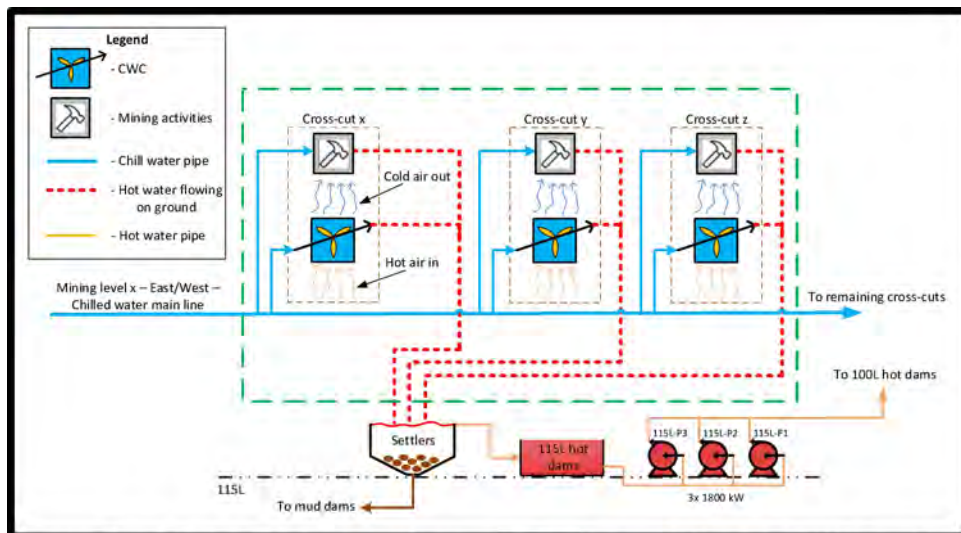 Legend
- CWC
- Mining activities
- Chill water pipe
- Hot water flowing
on ground
- Hot water pipe
Cross-cut x
Cross-cut y
Cross-cut z
Cold air out
Hot air in
Mining level x – East/West –
Chilled water main line
To remaining cross-cuts
To 100L hot dams
Settlers
115L hot
dams
115L-P3
115L-P2
115L-P1
115L
3x 1800 kW
To mud dams